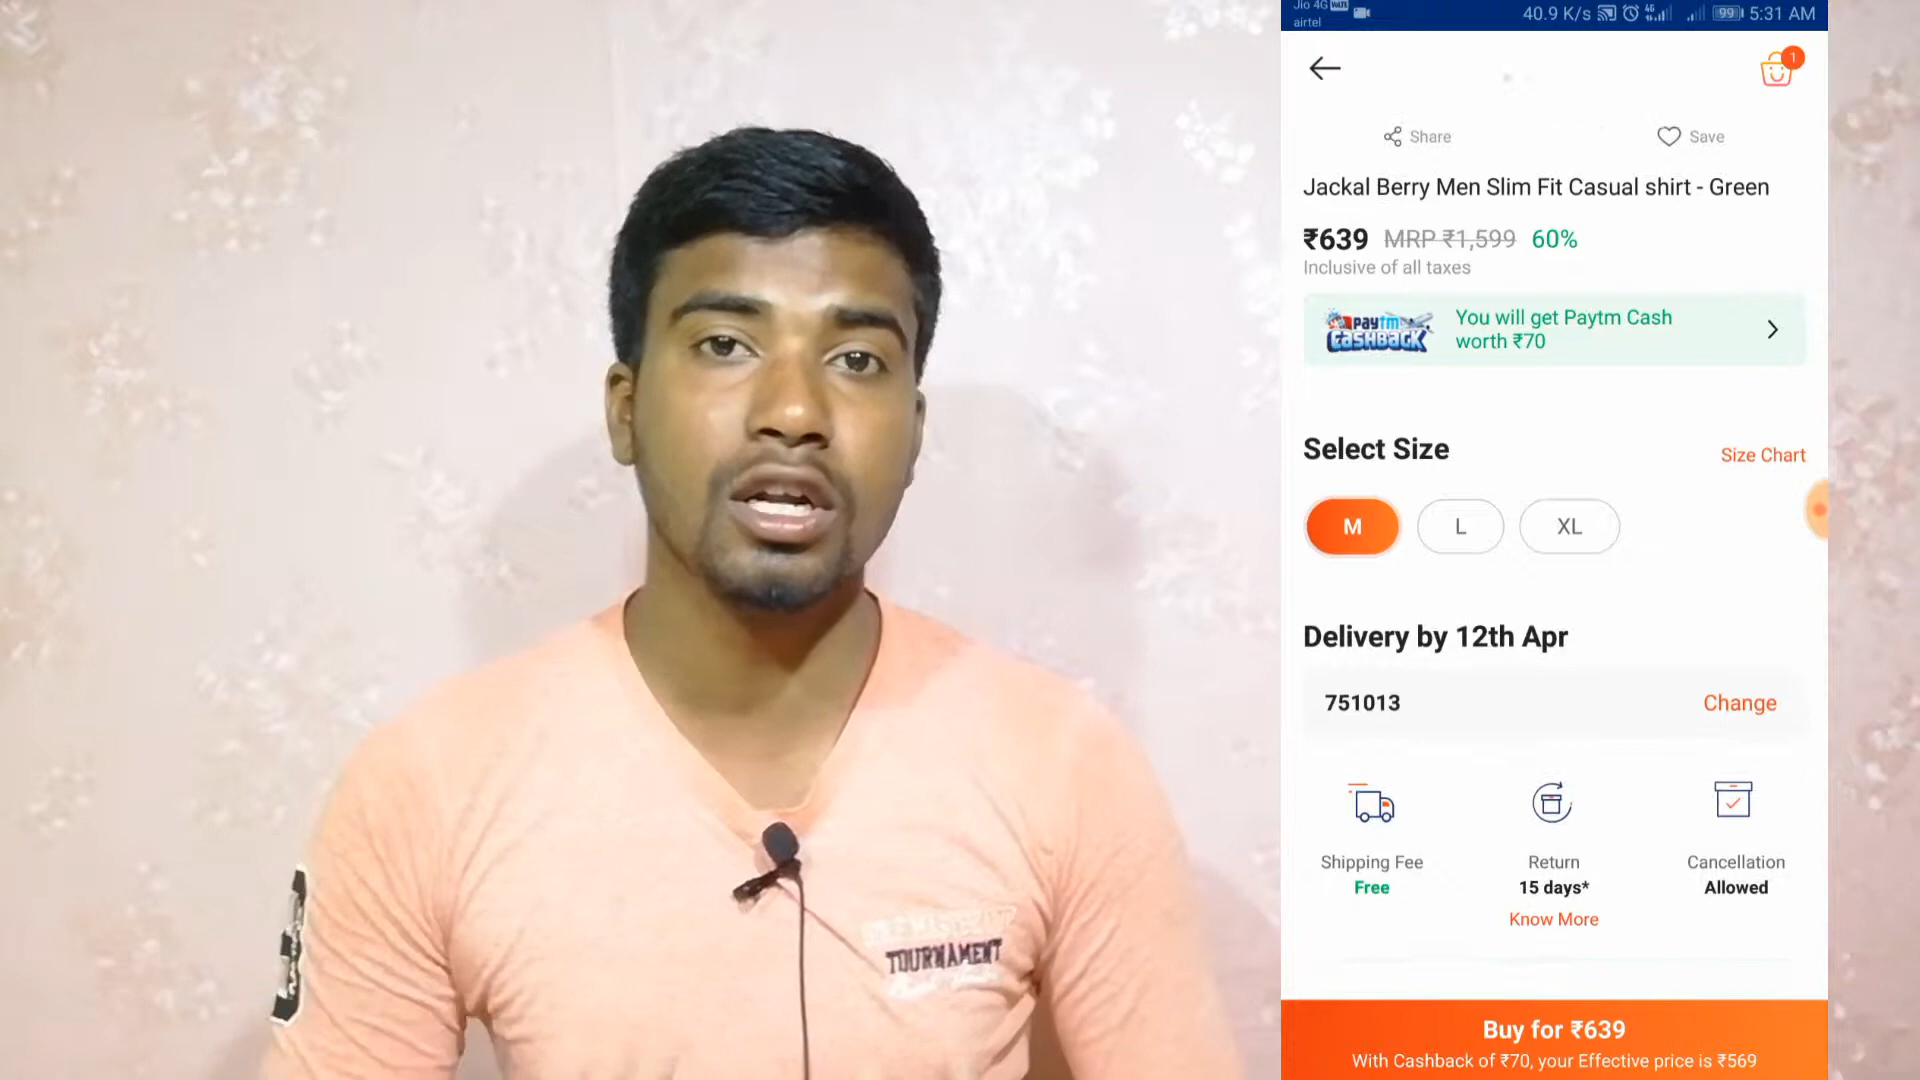 Jio 4G VoLTE
airtel
40.9 K/s 4G 99 5:31 AM
1
Share
Save
Jackal Berry Men Slim Fit Casual shirt - Green
₹639 MRP ₹1,599 60%
Inclusive of all taxes
paytm
CASHBACK
You will get Paytm Cash
worth ₹70
Select Size
Size Chart
M L XL
Delivery by 12th Apr
751013 Change
Shipping Fee
Free
Return
15 days*
Know More
Cancellation
Allowed
Buy for ₹639
With Cashback of ₹70, your Effective price is ₹569
TOURNAMENT